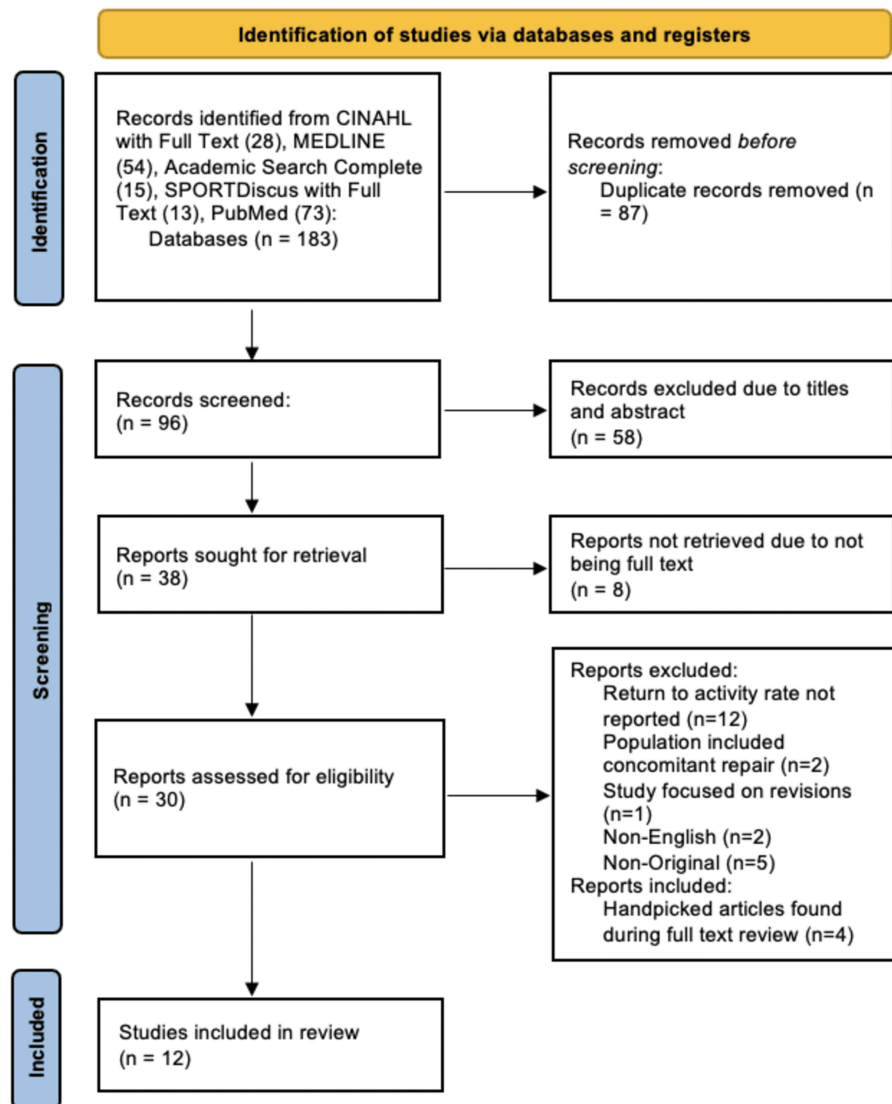 Identification of studies via databases and registers
Identification
Records identified from CINAHL
with Full Text (28), MEDLINE
(54), Academic Search Complete
(15), SPORTDiscus with Full
Text (13), PubMed (73):
Databases (n = 183)
Records removed before
screening:
Duplicate records removed (n
= 87)
Screening
Records screened:
(n = 96)
Records excluded due to titles
and abstract
(n = 58)
Reports sought for retrieval
(n = 38)
Reports not retrieved due to not
being full text
(n = 8)
Reports assessed for eligibility
(n = 30)
Reports excluded:
Return to activity rate not
reported (n=12)
Population included
concomitant repair (n=2)
Study focused on revisions
(n=1)
Non-English (n=2)
Non-Original (n=5)
Reports included:
Handpicked articles found
during full text review (n=4)
Included
Studies included in review
(n = 12)